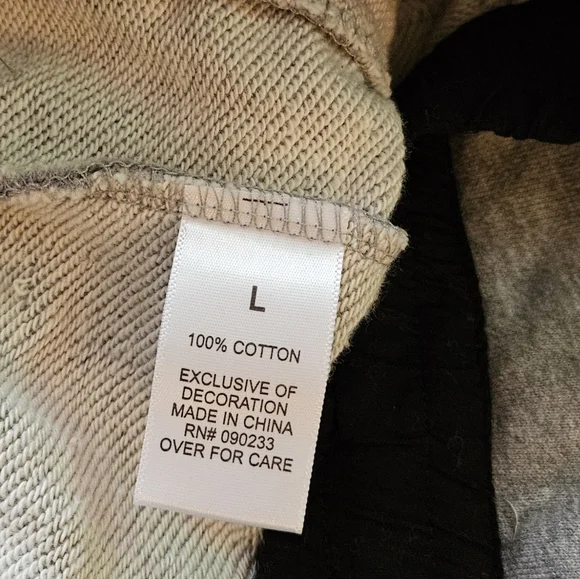 L
100% COTTON
EXCLUSIVE OF
DECORATION
MADE IN CHINA
RN# 090233
OVER FOR CARE